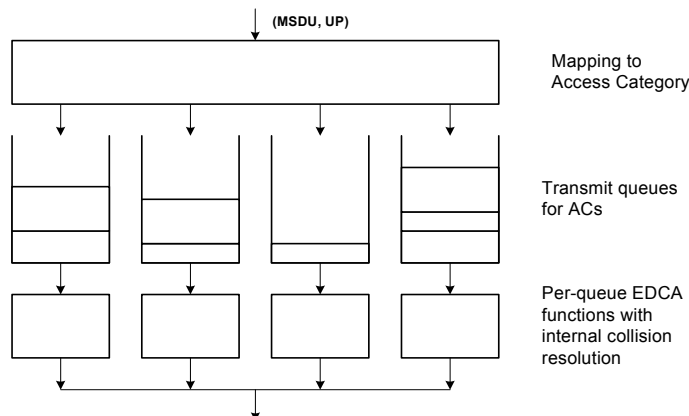 (MSDU, UP)
Mapping to
Access Category
Transmit queues
for ACs
Per-queue EDCA
functions with
internal collision
resolution